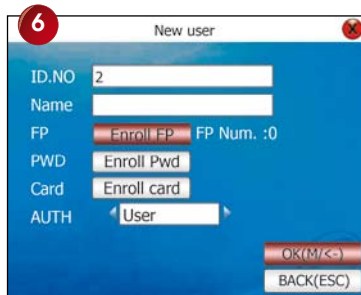 6
New user
ID.NO 2
Name
FP Enroll FP FP Num. :0
PWD Enroll Pwd
Card Enroll card
AUTH User
OK(M/<-)
BACK(ESC)